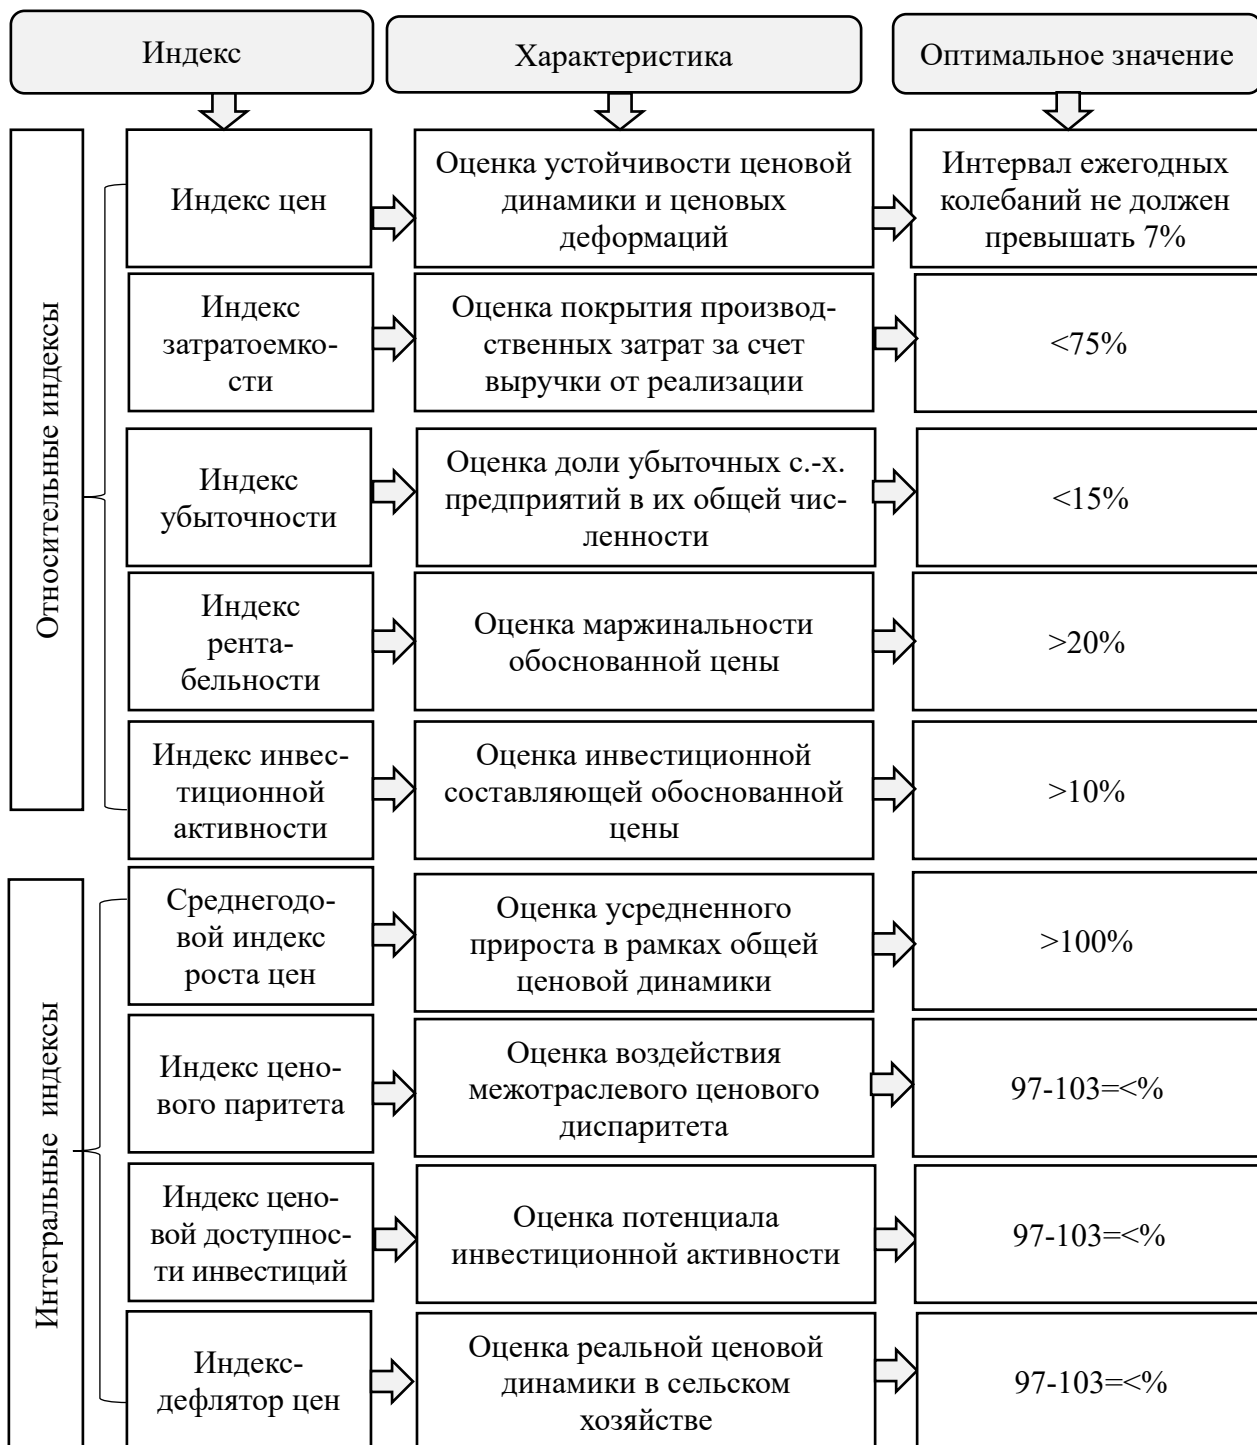 Индекс
Характеристика
Оптимальное значение
Относительные индексы
Индекс цен
Оценка устойчивости ценовой
динамики и ценовых
деформаций
Интервал ежегодных
колебаний не должен
превышать 7%
Индекс
затратоемко-
сти
Оценка покрытия производ-
ственных затрат за счет
выручки от реализации
<75%
Индекс
убыточности
Оценка доли убыточных с.-х.
предприятий в их общей чис-
ленности
<15%
Индекс
рента-
бельности
Оценка маржинальности
обоснованной цены
>20%
Индекс инвес-
тиционной
активности
Оценка инвестиционной
составляющей обоснованной
цены
>10%
Интегральные индексы
Среднегодо-
вой индекс
роста цен
Оценка усредненного
прироста в рамках общей
ценовой динамики
>100%
Индекс цено-
вого паритета
Оценка воздействия
межотраслевого ценового
диспаритета
97-103=<%
Индекс цено-
вой доступнос-
ти инвестиций
Оценка потенциала
инвестиционной активности
97-103=<%
Индекс-
дефлятор цен
Оценка реальной ценовой
динамики в сельском
хозяйстве
97-103=<%